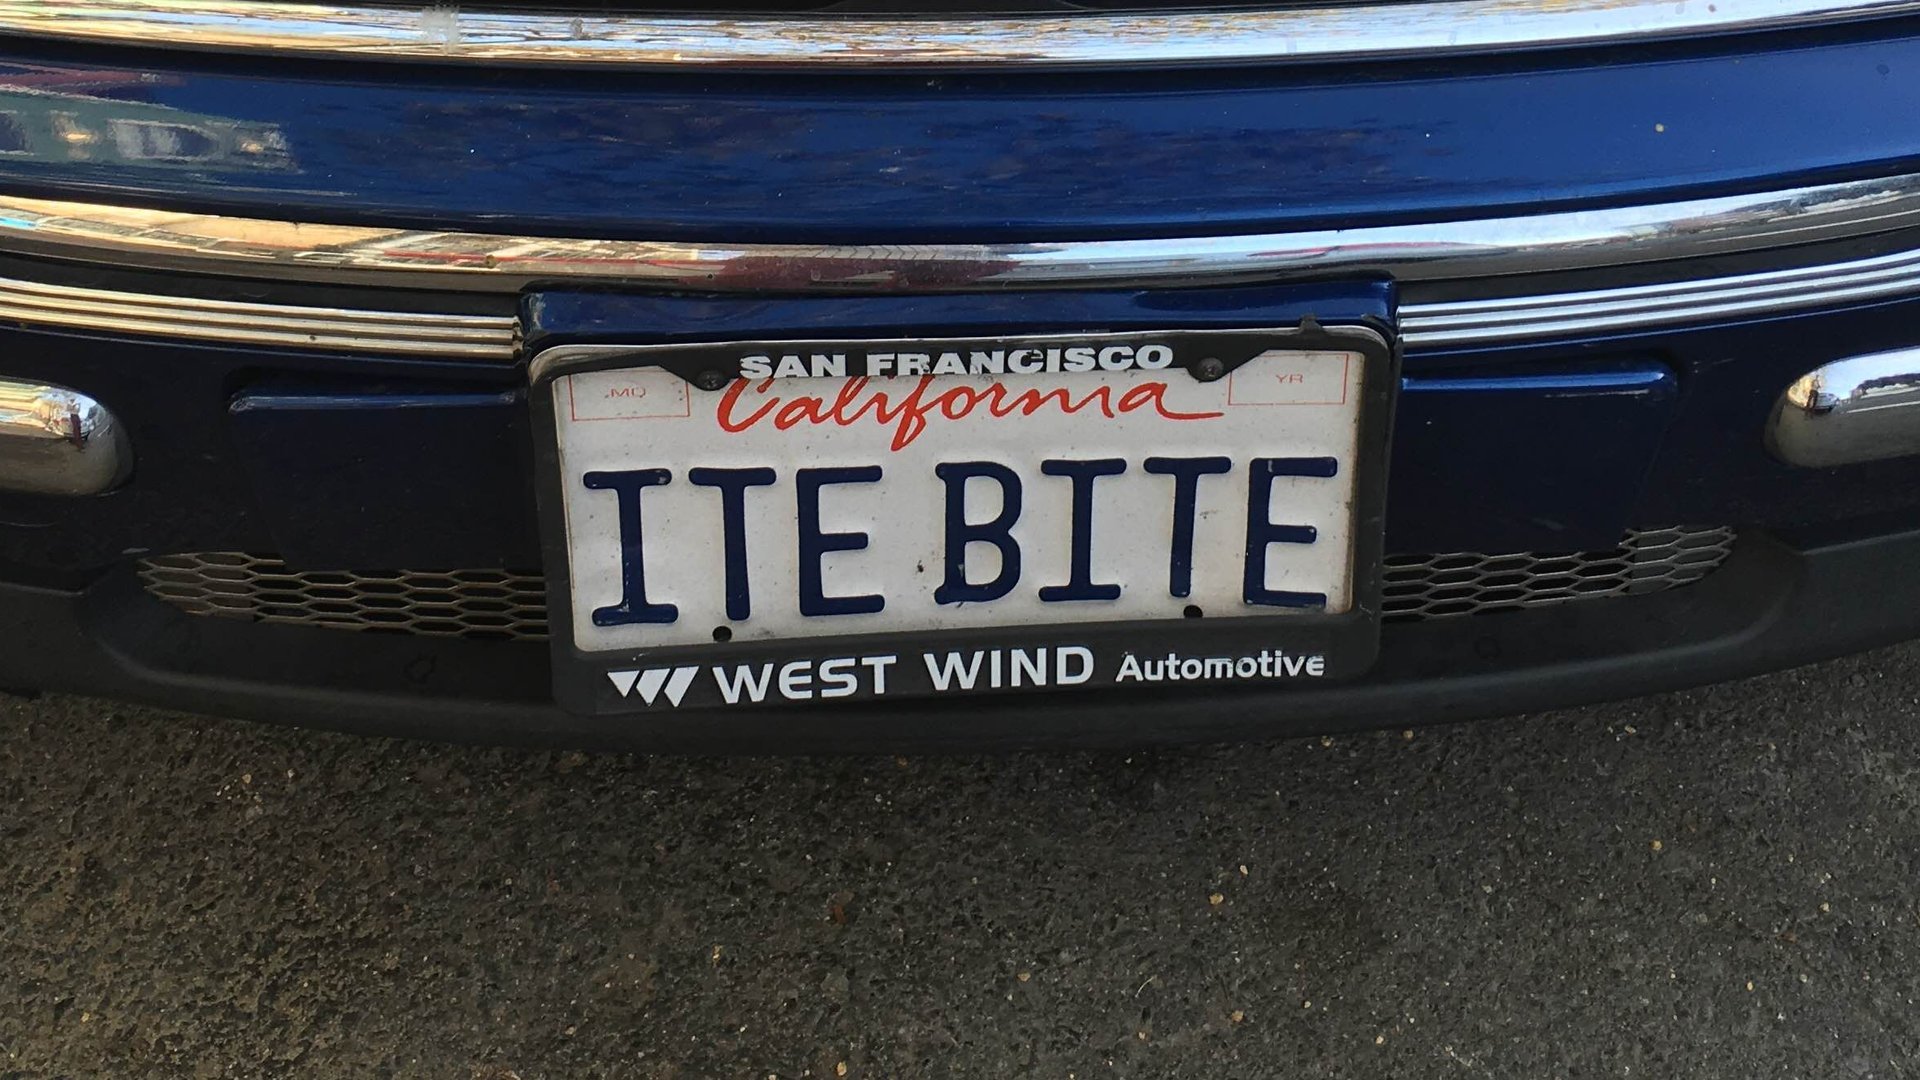 SAN FRANCISCO
MO California YR
ITE BITE
WEST WIND Automotive